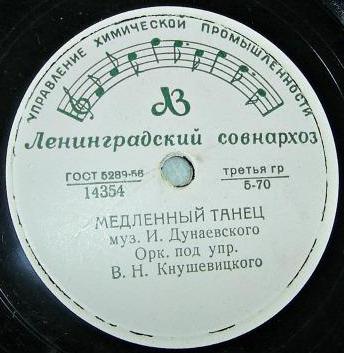 УПРАВЛЕНИЕ ХИМИЧЕСКОЙ ПРОМЫШЛЕННОСТИ
АЗ
Ленинградский совнархоз
ГОСТ 5289-56 третья гр
14354 5-70
МЕДЛЕННЫЙ ТАНЕЦ
муз. И. Дунаевского
Орк. под упр.
В. Н. Кнушевицкого